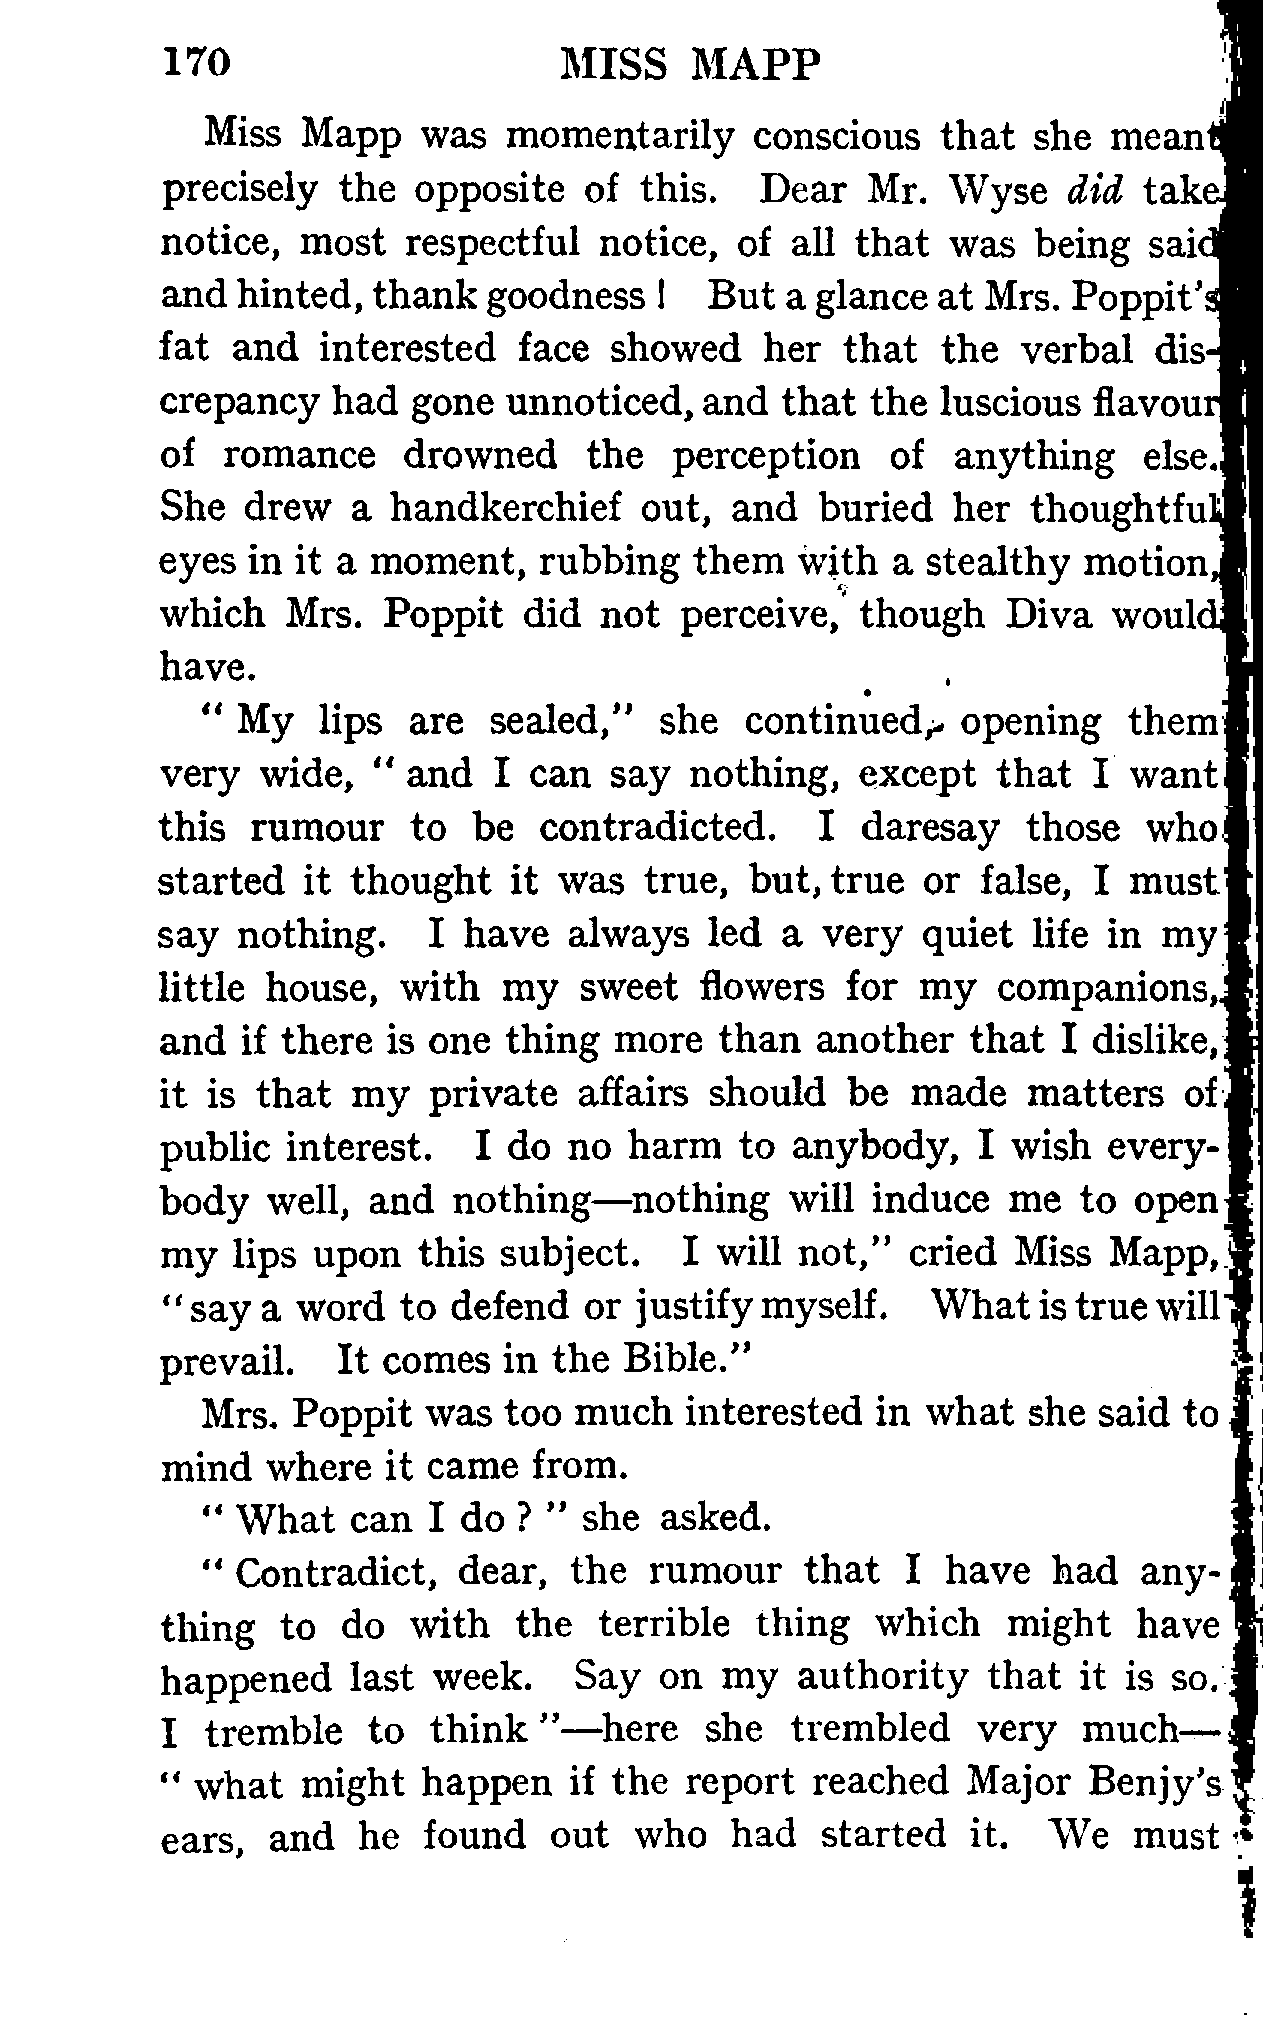 170 MISS MAPP
Miss Mapp was momentarily conscious that she meant
precisely the opposite of this. Dear Mr. Wyse did take
notice, most respectful notice, of all that was being said
and hinted, thank goodness ! But a glance at Mrs. Poppit's
fat and interested face showed her that the verbal dis-
crepancy had gone unnoticed, and that the luscious flavour
of romance drowned the perception of anything else.
She drew a handkerchief out, and buried her thoughtful
eyes in it a moment, rubbing them with a stealthy motion,
which Mrs. Poppit did not perceive, though Diva would
have.
" My lips are sealed," she continued, opening them
very wide, " and I can say nothing, except that I want
this rumour to be contradicted. I daresay those who
started it thought it was true, but, true or false, I must
say nothing. I have always led a very quiet life in my
little house, with my sweet flowers for my companions,
and if there is one thing more than another that I dislike,
it is that my private affairs should be made matters of
public interest. I do no harm to anybody, I wish every-
body well, and nothing—nothing will induce me to open
my lips upon this subject. I will not," cried Miss Mapp,
"say a word to defend or justify myself. What is true will
prevail. It comes in the Bible."
Mrs. Poppit was too much interested in what she said to
mind where it came from.
" What can I do ? " she asked.
" Contradict, dear, the rumour that I have had any-
thing to do with the terrible thing which might have
happened last week. Say on my authority that it is so.
I tremble to think "—here she trembled very much—
" what might happen if the report reached Major Benjy's
ears, and he found out who had started it. We must